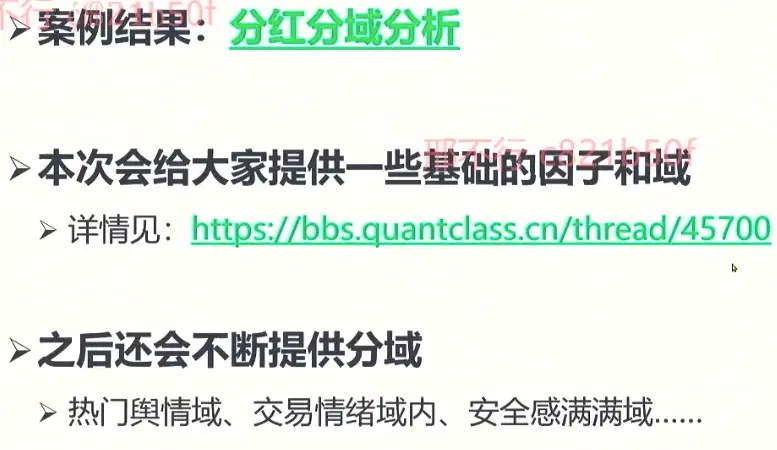 ➢ 案例结果：分红分域分析
➢ 本次会给大家提供一些基础的因子和域
➢ 详情见：https://bbs.quantclass.cn/thread/45700
➢ 之后还会不断提供分域
➢ 热门舆情域、交易情绪域内、安全感满满域......
邢不行 c821b50f